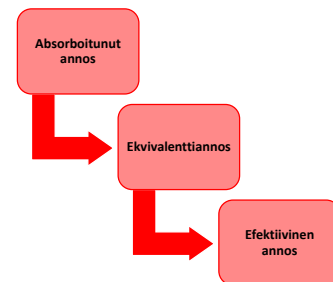 Absorboitunut
annos
Ekvivalenttiannos
Efektiivinen
annos